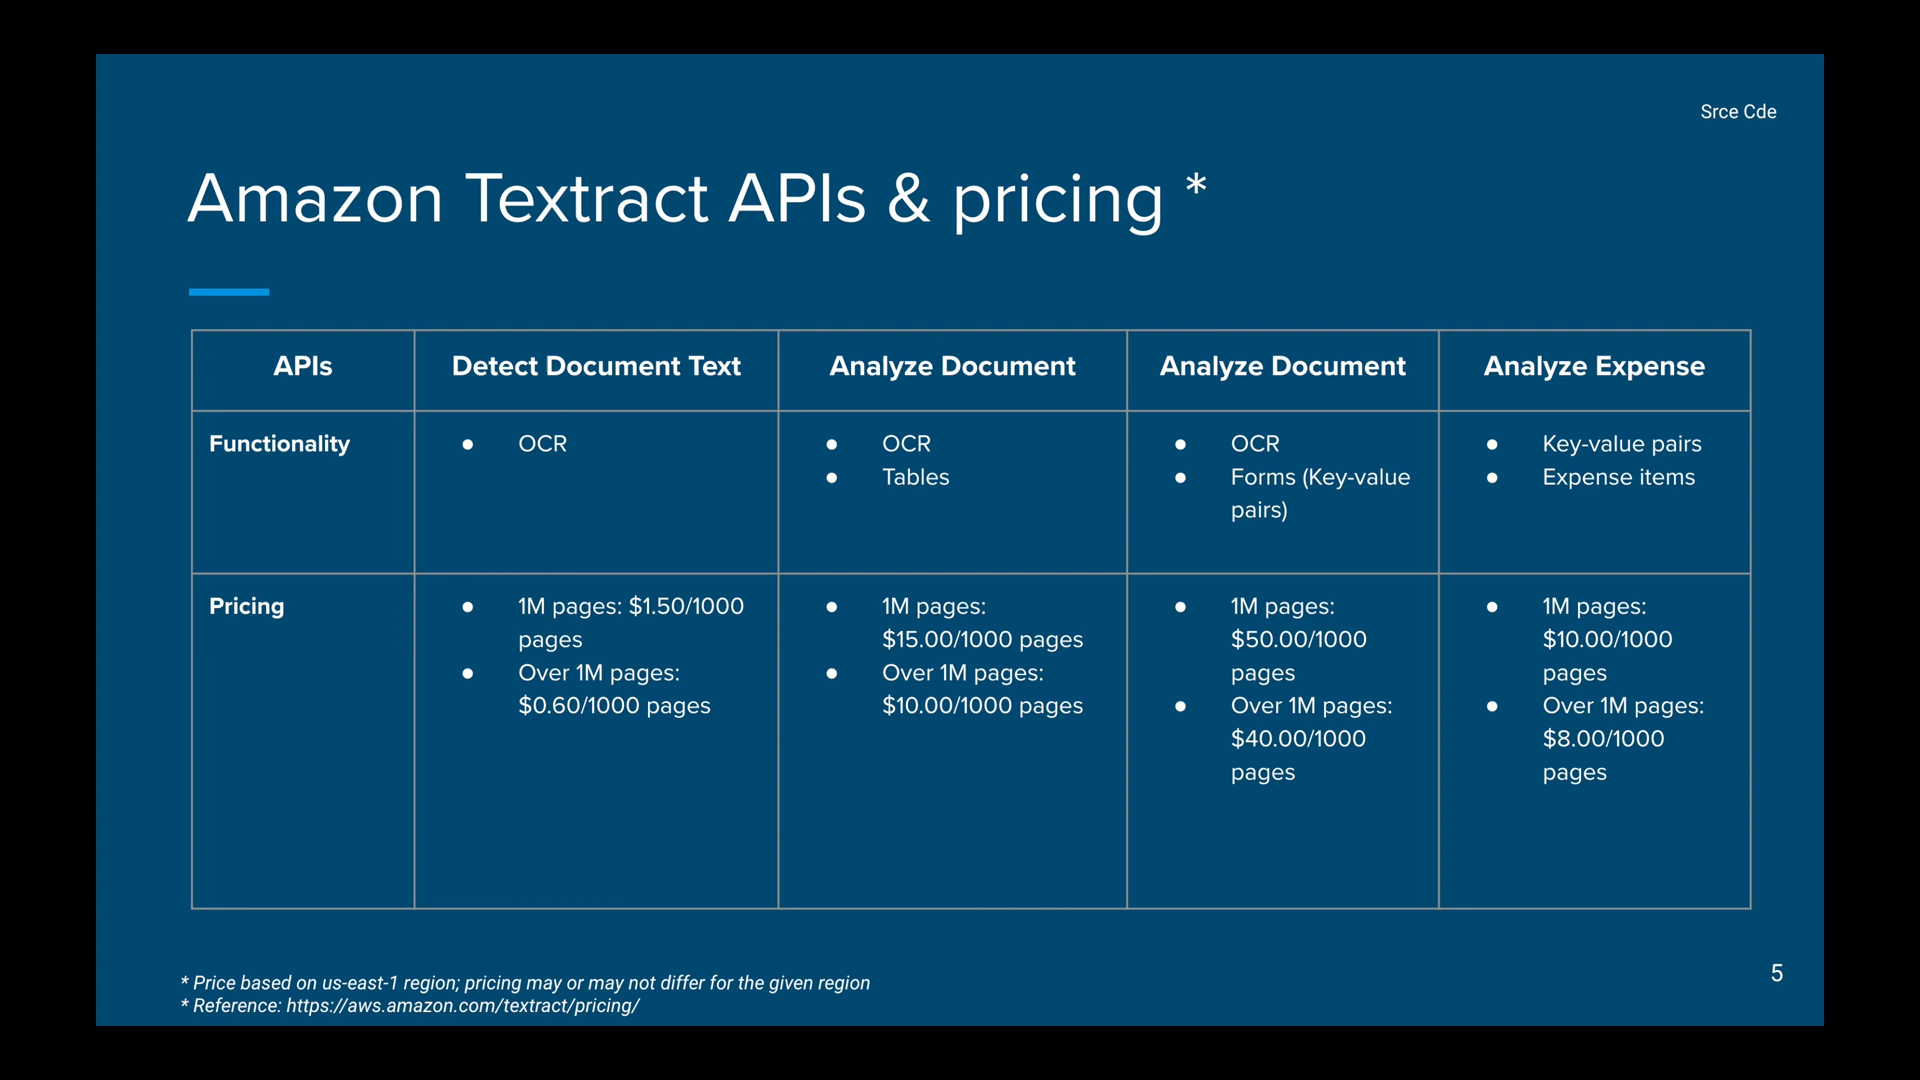 Srce Cde
Amazon Textract APIs & pricing *
APIs
Detect Document Text
Analyze Document
Analyze Document
Analyze Expense
Functionality
● OCR
● OCR
● Tables
● OCR
● Forms (Key-value
pairs)
● Key-value pairs
● Expense items
Pricing
● 1M pages: $1.50/1000
pages
● Over 1M pages:
$0.60/1000 pages
● 1M pages:
$15.00/1000 pages
● Over 1M pages:
$10.00/1000 pages
● 1M pages:
$50.00/1000
pages
● Over 1M pages:
$40.00/1000
pages
● 1M pages:
$10.00/1000
pages
● Over 1M pages:
$8.00/1000
pages
* Price based on us-east-1 region; pricing may or may not differ for the given region
* Reference: https://aws.amazon.com/textract/pricing/
5